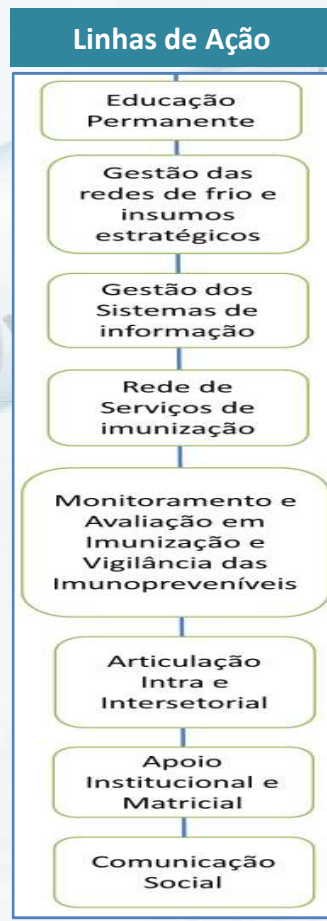 Linhas de Ação
Educação
Permanente
Gestão das
redes de frio e
insumos
estratégicos
Gestão dos
Sistemas de
informação
Rede de
Serviços de
imunização
Monitoramento e
Avaliação em
Imunização e
Vigilância das
Imunopreveníveis
Articulação
Intra e
Intersetorial
Apoio
Institucional e
Matricial
Comunicação
Social